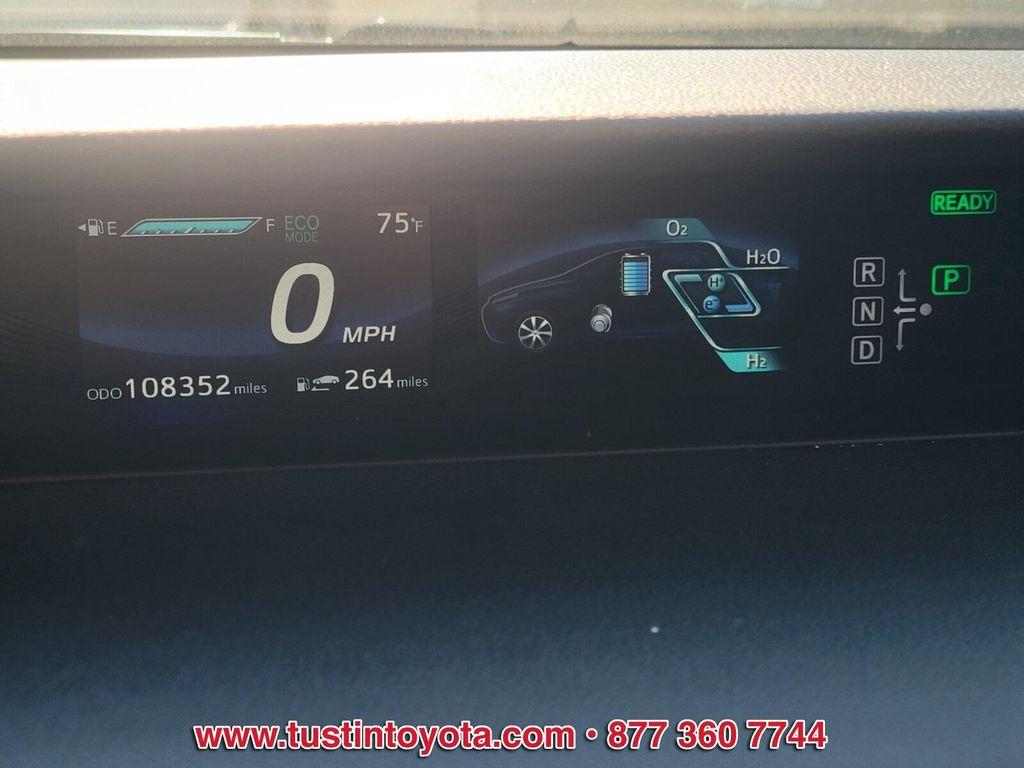 E F ECO MODE 75°F
0 MPH
ODO 108352 miles 264 miles
O₂
H₂O
H⁺
e⁻
H₂
READY
R
N
D
P
www.tustintoyota.com • 877 360 7744